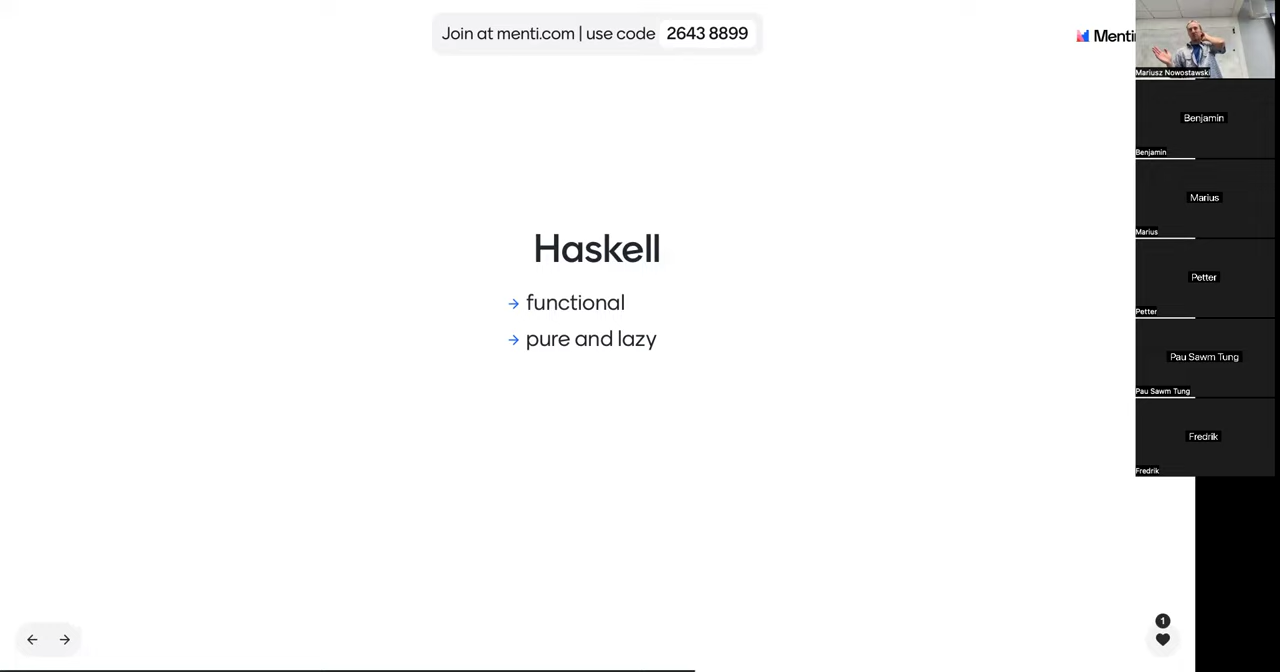 Join at menti.com | use code 2643 8899
Menti
Haskell
→ functional
→ pure and lazy
Mariusz Nowostawski
Benjamin
Benjamin
Marius
Marius
Petter
Petter
Pau Sawm Tung
Pau Sawm Tung
Fredrik
Fredrik
1